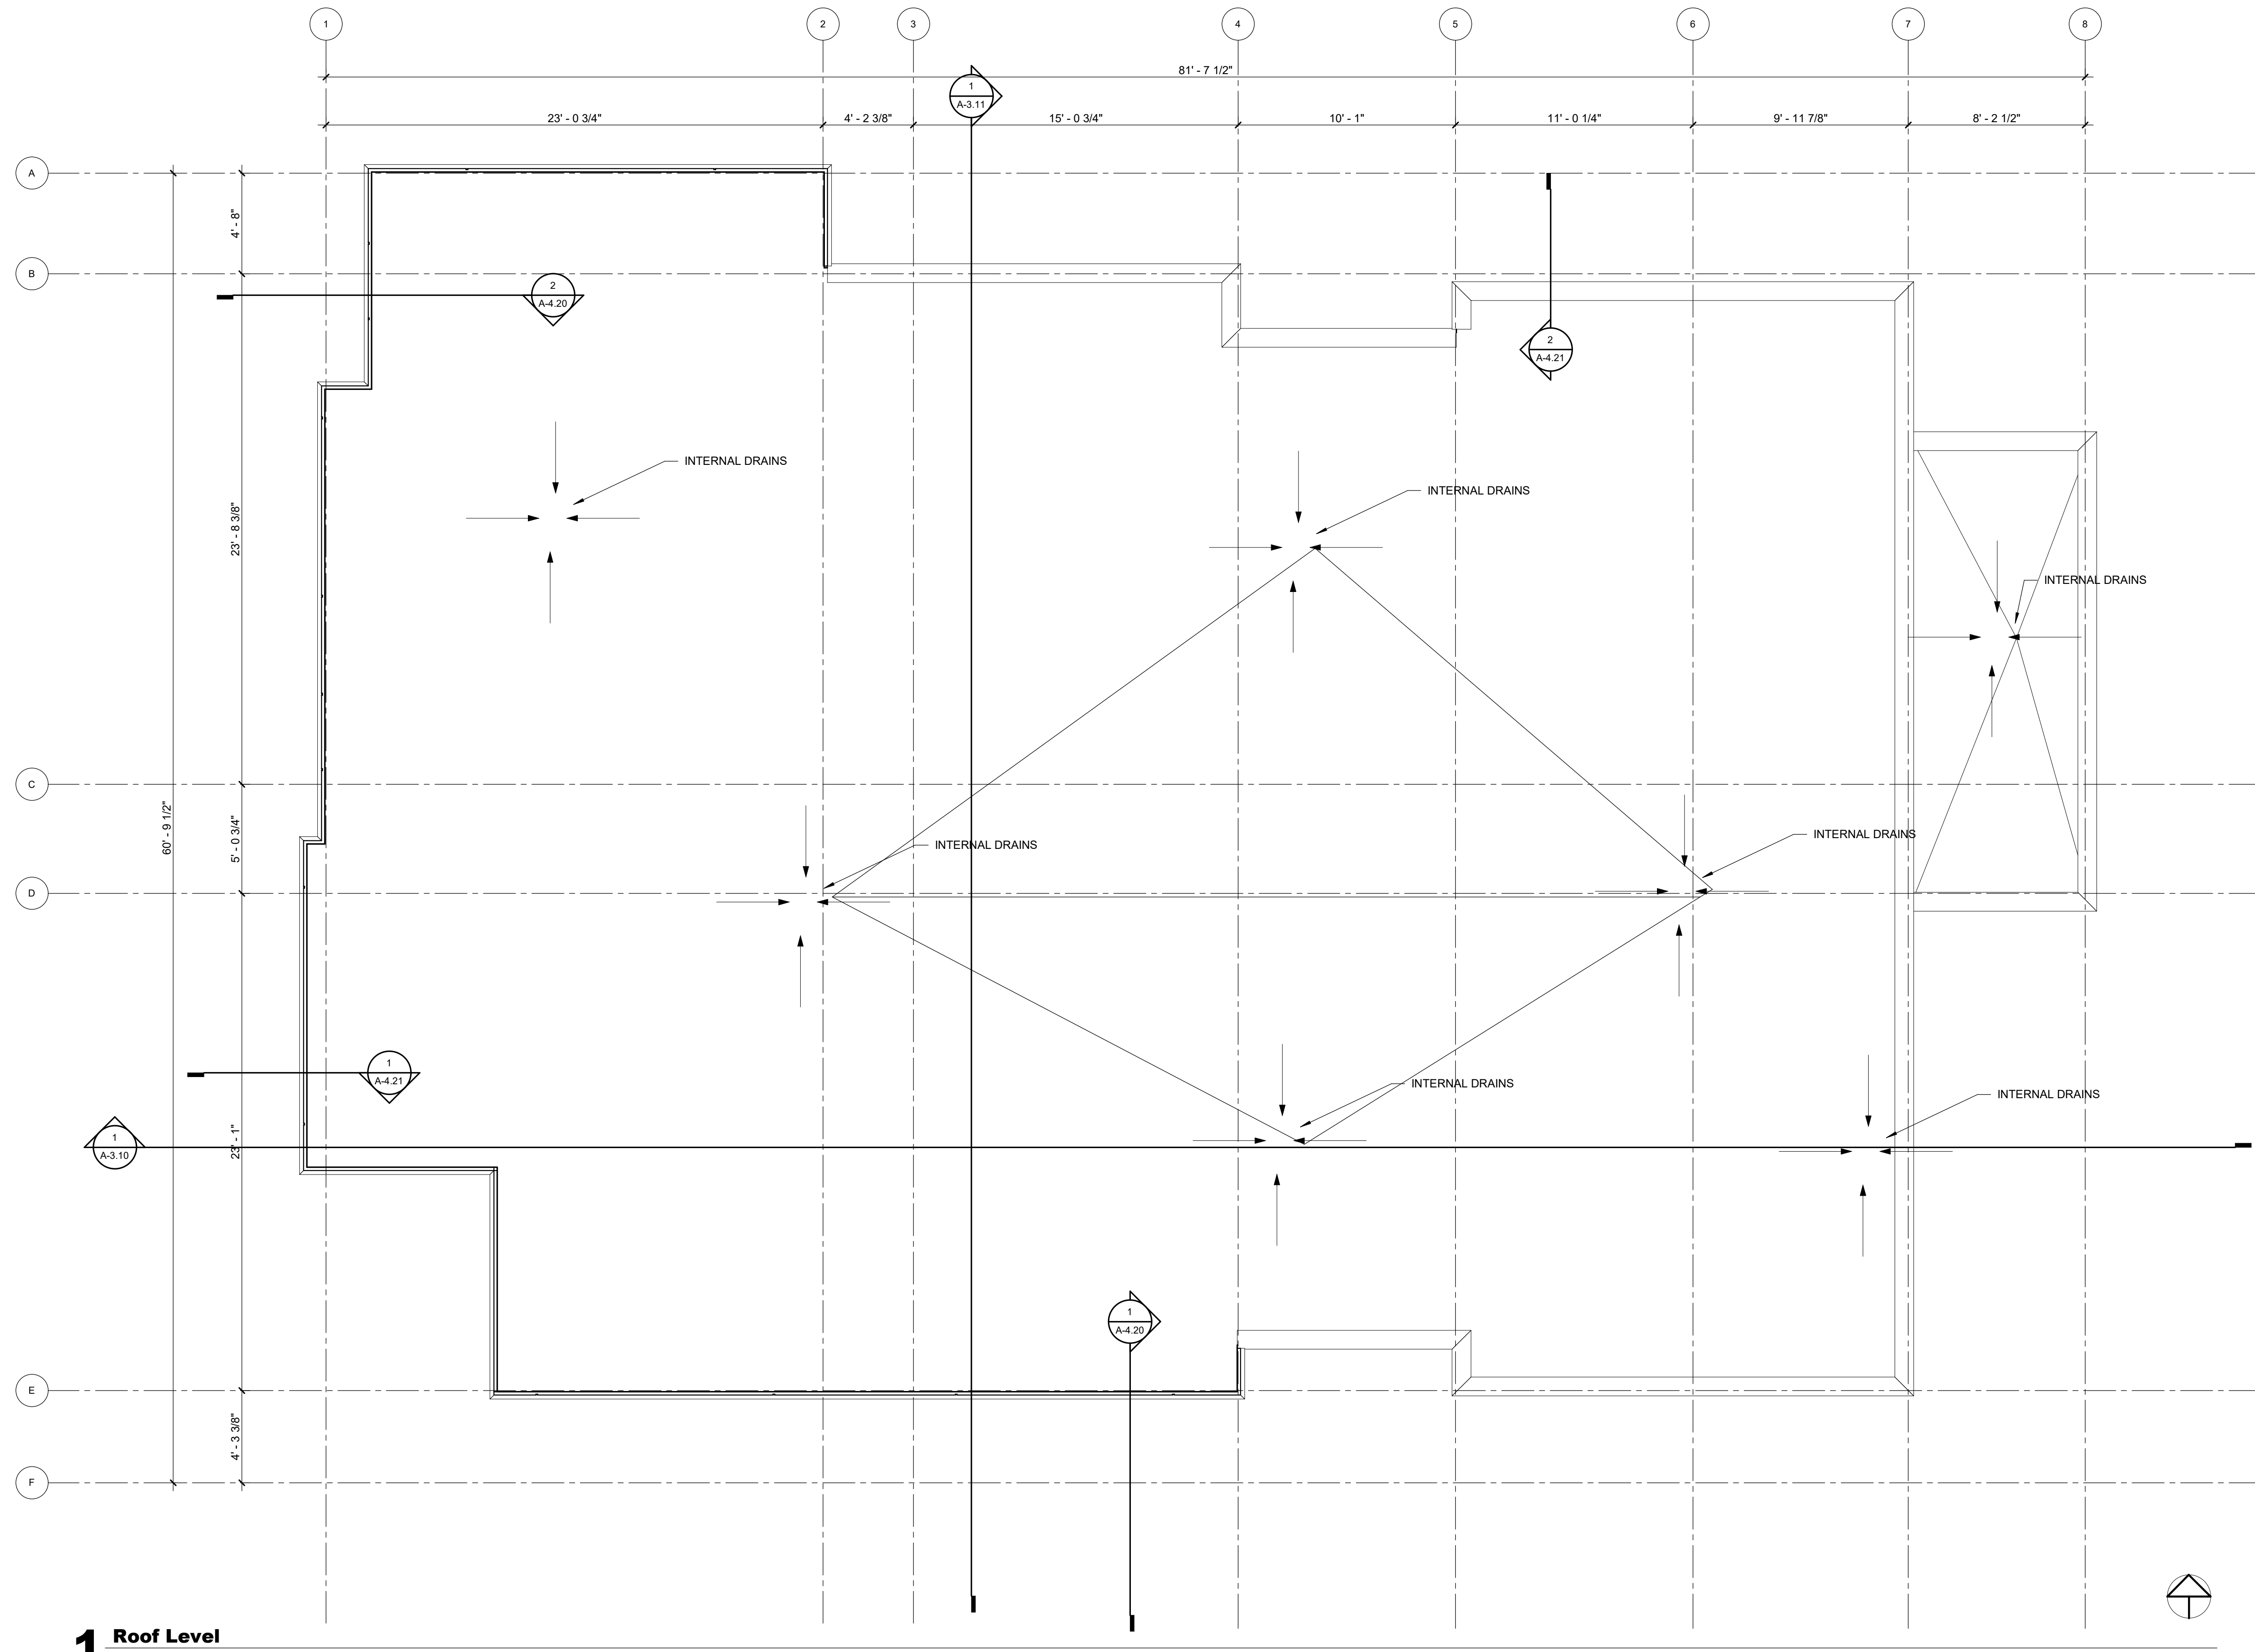 1
2
3
4
5
6
7
8
81' - 7 1/2"
1
A-3.11
23' - 0 3/4"
4' - 2 3/8"
15' - 0 3/4"
10' - 1"
11' - 0 1/4"
9' - 11 7/8"
8' - 2 1/2"
A
4' - 8"
B
2
A-4.20
2
A-4.21
INTERNAL DRAINS
INTERNAL DRAINS
23' - 8 3/8"
INTERNAL DRAINS
C
60' - 9 1/2"
5' - 0 3/4"
INTERNAL DRAINS
INTERNAL DRAINS
D
1
A-4.21
INTERNAL DRAINS
INTERNAL DRAINS
1
A-3.10
23' - 1"
1
A-4.20
E
4' - 3 3/8"
F
1
Roof Level